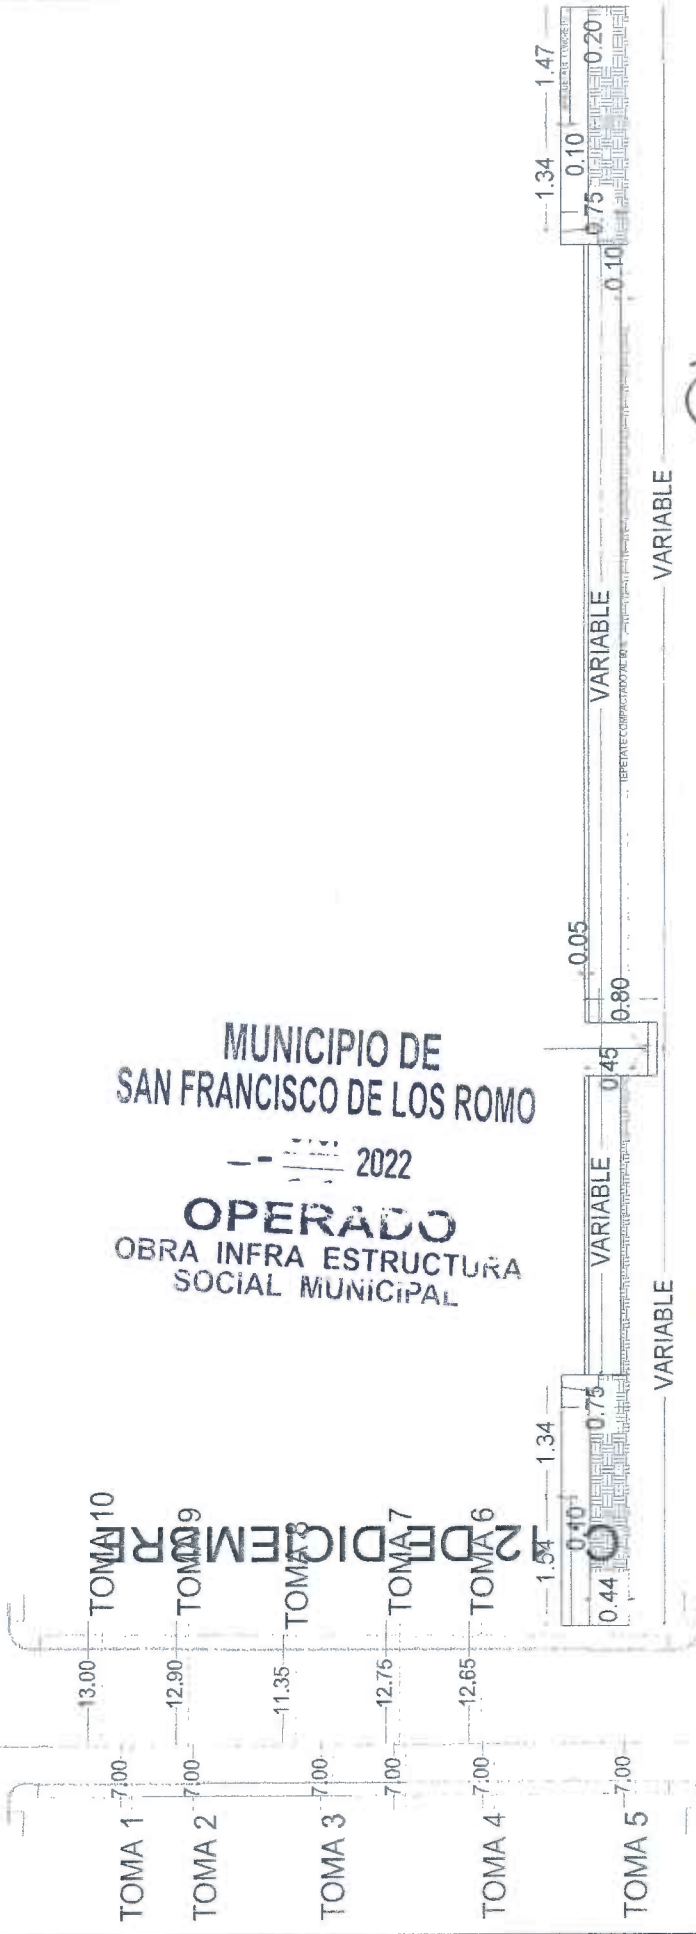 MUNICIPIO DE
SAN FRANCISCO DE LOS ROMO
2022
OPERADO
OBRA INFRA ESTRUCTURA
SOCIAL MUNICIPAL
12 DE DICIEMBRE
TOMA 10
TOMA 9
TOMA 8
TOMA 7
TOMA 6
13.00
12.90
11.35
12.75
12.65
7.00
7.00
7.00
7.00
7.00
7.00
TOMA 1
TOMA 2
TOMA 3
TOMA 4
TOMA 5
1.54
1.34
0.40
0.44
0.75
VARIABLE
VARIABLE
0.45
0.80
0.05
VARIABLE
TEPETATE COMPACTADO AL 90 %
VARIABLE
0.10
0.75
0.10
0.20
1.34
1.47